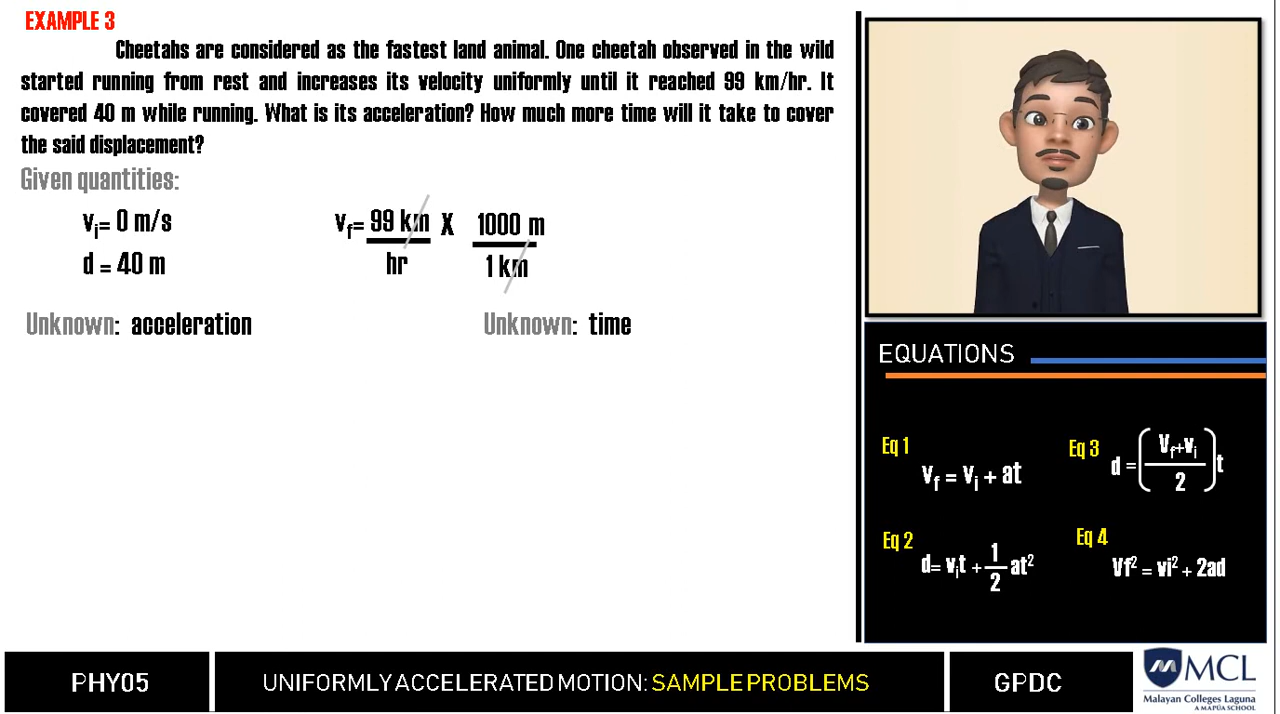 EXAMPLE 3
Cheetahs are considered as the fastest land animal. One cheetah observed in the wild
started running from rest and increases its velocity uniformly until it reached 99 km/hr. It
covered 40 m while running. What is its acceleration? How much more time will it take to cover
the said displacement?
Given quantities:
vᵢ= 0 m/s
d = 40 m
v_f= 99 km X 1000 m
hr 1 km
Unknown: acceleration
Unknown: time
EQUATIONS
Eq 1
V_f = vᵢ + at
Eq 2
d= vᵢt + 1/2 at²
Eq 3
d = (V_f+vᵢ / 2) t
Eq 4
Vf² = vi² + 2ad
PHY05
UNIFORMLY ACCELERATED MOTION: SAMPLE PROBLEMS
GPDC
MCL
Malayan Colleges Laguna
A MAPÚA SCHOOL